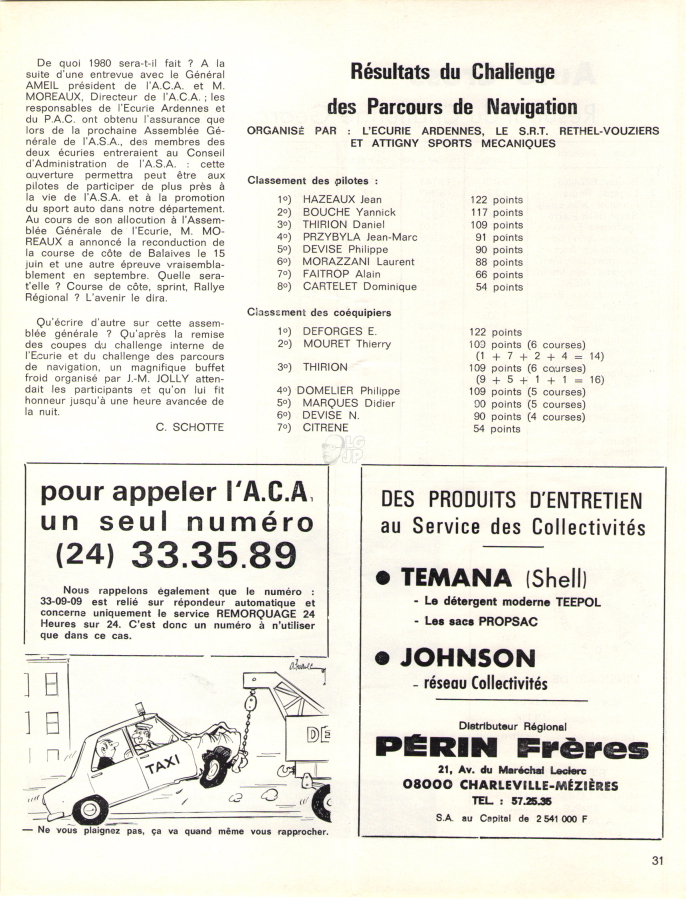 De quoi 1980 sera-t-il fait ? A la
suite d'une entrevue avec le Général
AMEIL président de l'A.C.A. et M.
MOREAUX, Directeur de l'A.C.A. ; les
responsables de l'Ecurie Ardennes et
du P.A.C. ont obtenu l'assurance que
lors de la prochaine Assemblée Gé-
nérale de l'A.S.A., des membres des
deux écuries entreraient au Conseil
d'Administration de l'A.S.A. : cette
ouverture permettra peut être aux
pilotes de participer de plus près à
la vie de l'A.S.A. et à la promotion
du sport auto dans notre département.
Au cours de son allocution à l'Assem-
blée Générale de l'Ecurie, M. MO-
REAUX a annoncé la reconduction de
la course de côte de Balaives le 15
juin et une autre épreuve vraisembla-
blement en septembre. Quelle sera-
t'elle ? Course de côte, sprint, Rallye
Régional ? L'avenir le dira.
Qu'écrire d'autre sur cette assem-
blée générale ? Qu'après la remise
des coupes du challenge interne de
l'Ecurie et du challenge des parcours
de navigation, un magnifique buffet
froid organisé par J.-M. JOLLY atten-
dait les participants et qu'on lui fit
honneur jusqu'à une heure avancée de
la nuit.
C. SCHOTTE
Résultats du Challenge
des Parcours de Navigation
ORGANISÉ PAR : L'ECURIE ARDENNES, LE S.R.T. RETHEL-VOUZIERS
ET ATTIGNY SPORTS MECANIQUES
Classement des pilotes :
1º) HAZEAUX Jean 122 points
2º) BOUCHE Yannick 117 points
3º) THIRION Daniel 109 points
4º) PRZYBYLA Jean-Marc 91 points
5º) DEVISE Philippe 90 points
6º) MORAZZANI Laurent 88 points
7º) FAITROP Alain 66 points
8º) CARTELET Dominique 54 points
Classement des coéquipiers
1º) DEFORGES E. 122 points
2º) MOURET Thierry 109 points (6 courses)
(1 + 7 + 2 + 4 = 14)
3º) THIRION 109 points (6 courses)
(9 + 5 + 1 + 1 = 16)
4º) DOMELIER Philippe 109 points (5 courses)
5º) MARQUES Didier 90 points (5 courses)
6º) DEVISE N. 90 points (4 courses)
7º) CITRENE 54 points
LG
JP
pour appeler l'A.C.A.
un seul numéro
(24) 33.35.89
Nous rappelons également que le numéro :
33-09-09 est relié sur répondeur automatique et
concerne uniquement le service REMORQUAGE 24
Heures sur 24. C'est donc un numéro à n'utiliser
que dans ce cas.
TAXI
DE
— Ne vous plaignez pas, ça va quand même vous rapprocher.
DES PRODUITS D'ENTRETIEN
au Service des Collectivités
● TEMANA (Shell)
- Le détergent moderne TEEPOL
- Les sacs PROPSAC
● JOHNSON
- réseau Collectivités
Distributeur Régional
PÉRIN Frères
21, Av. du Maréchal Leclerc
08000 CHARLEVILLE-MÉZIÈRES
TEL. : 57.25.35
S.A. au Capital de 2 541 000 F
31